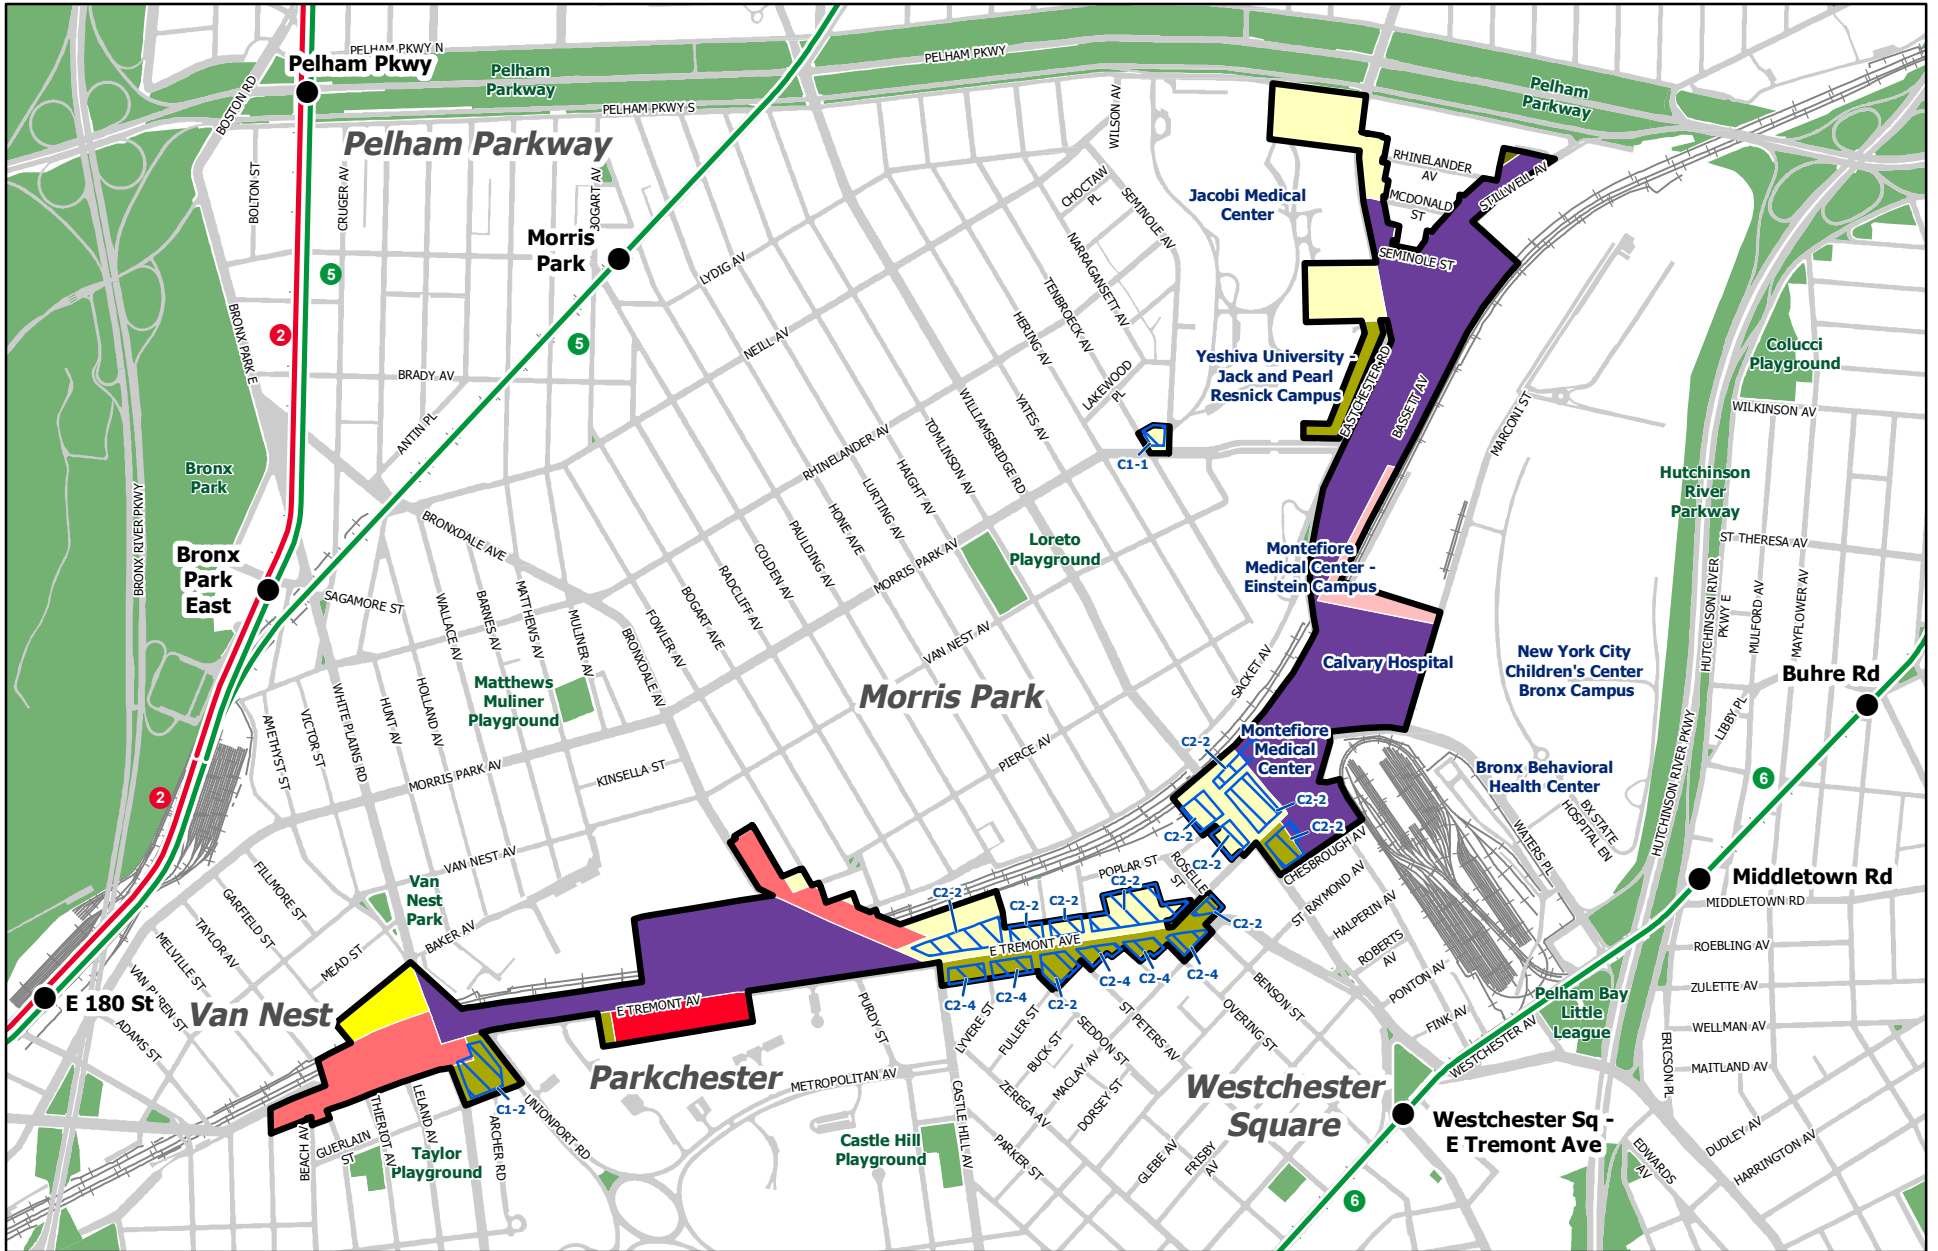 PELHAM PKWY N
Pelham Pkwy
BOSTON RD
Pelham
Parkway
PELHAM PKWY
PELHAM PKWY S
Pelham
Parkway
Pelham Parkway
WILSON AV
BOLTON ST
CRUGER AV
BOGART AV
Morris
Park
LYDIG AV
CHOCTAW
PL
SEMINOLE AV
Jacobi Medical
Center
RHINELANDER
AV
MCDONALD
ST
STILLWELL AV
SEMINOLE ST
5
2
5
BRONX PARK E
NARRAGANSETT AV
TENBROECK AV
HERING AV
NEILL AV
BRADY AV
ANTIN PL
LAKEWOOD
PL
Yeshiva University -
Jack and Pearl
Resnick Campus
EASTCHESTER RD
BASSETT AV
MARCONI ST
Colucci
Playground
WILKINSON AV
Bronx
Park
BRONX RIVER PKWY
RHINELANDER AV
WILLIAMSBRIDGE RD
YATES AV
TOMLINSON AV
HAIGHT AV
LURTING AV
HONE AVE
PAULDING AV
COLDEN AV
RADCLIFF AV
BOGART AVE
FOWLER AV
C1-1
Hutchinson
River
Parkway
ST THERESA AV
BRONXDALE AVE
Bronx
Park
East
SAGAMORE ST
WALLACE AV
BARNES AV
MATTHEWS AV
MULINER AV
BRONXDALE AV
MORRIS PARK AV
Loreto
Playground
Montefiore
Medical Center -
Einstein Campus
HUTCHINSON RIVER
PKWY E
MULFORD AV
MAYFLOWER AV
VAN NEST AV
SACKET AV
Calvary Hospital
New York City
Children's Center
Bronx Campus
Buhre Rd
LIBBY PL
Matthews
Muliner
Playground
Morris Park
AMETHYST ST
VICTOR ST
WHITE PLAINS RD
HUNT AV
HOLLAND AV
MORRIS PARK AV
KINSELLA ST
PIERCE AV
C2-2
Montefiore
Medical
Center
Bronx Behavioral
Health Center
HUTCHINSON RIVER PKWY
6
2
C2-2
C2-2
C2-2
C2-2
BX STATE
HOSPITAL EN
WATERS PL
CHESBROUGH AV
Middletown Rd
MIDDLETOWN RD
VAN NEST AV
Van
Nest
Park
FILLMORE ST
GARFIELD ST
TAYLOR AV
MELVILLE ST
VAN BUREN ST
ADAMS ST
MEAD ST
BAKER AV
POPLAR ST
ROSELLE
ST
C2-2
C2-2
C2-2
C2-2
C2-2
E TREMONT AVE
ST RAYMOND AV
HALPERIN AV
ROBERTS
AV
PONTON AV
FINK AV
WESTCHESTER AV
ROEBLING AV
ZULETTE AV
WELLMAN AV
MAITLAND AV
E 180 St
Van Nest
E TREMONT AV
C2-4
C2-4
C2-2
C2-4
C2-4
C2-4
Pelham Bay
Little
League
PURDY ST
LYVERE ST
FULLER ST
BUCK ST
SEDDON ST
MACLAY AV
ST PETERS AV
OVERING ST
BENSON ST
DORSEY ST
ZEREGA AV
ERICSON PL
Parkchester
METROPOLITAN AV
Westchester
Square
C1-2
UNIONPORT RD
ARCHER RD
LELAND AV
THIERIOT AV
GUERLAIN
ST
BEACH AV
Taylor
Playground
Castle Hill
Playground
CASTLE HILL AV
PARKER ST
GLEBE AV
FRISBY
AV
Westchester Sq -
E Tremont Ave
6
EDWARDS
AV
DUDLEY AV
HARRINGTON AV